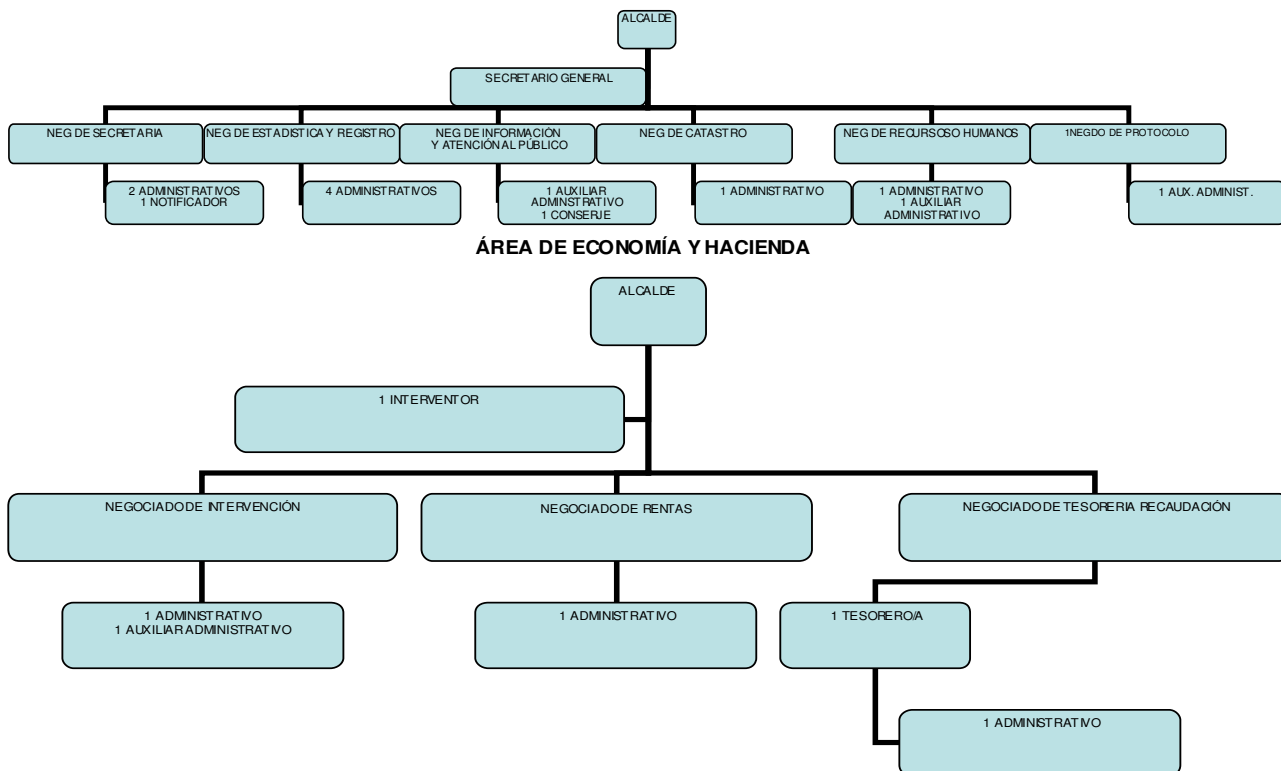 ALCALDE
SECRETARIO GENERAL
NEG DE SECRETARIA
NEG DE ESTADISTICA Y REGISTRO
NEG DE INFORMACIÓN
Y ATENCIÓN AL PÚBLICO
NEG DE CATASTRO
NEG DE RECURSOSO HUMANOS
1NEGDO DE PROTOCOLO
2 ADMINISTRATIVOS
1 NOTIFICADOR
4 ADMINISTRATIVOS
1 AUXILIAR
ADMINSTRATIVO
1 CONSERJE
1 ADMINISTRATIVO
1 ADMINISTRATIVO
1 AUXILIAR
ADMINISTRATIVO
1 AUX. ADMINIST.
ÁREA DE ECONOMÍA Y HACIENDA
ALCALDE
1 INTERVENTOR
NEGOCIADO DE INTERVENCIÓN
NEGOCIADO DE RENTAS
NEGOCIADO DE TESORERIA RECAUDACIÓN
1 ADMINISTRATIVO
1 AUXILIAR ADMINISTRATIVO
1 ADMINISTRATIVO
1 TESORERO/A
1 ADMINISTRATIVO